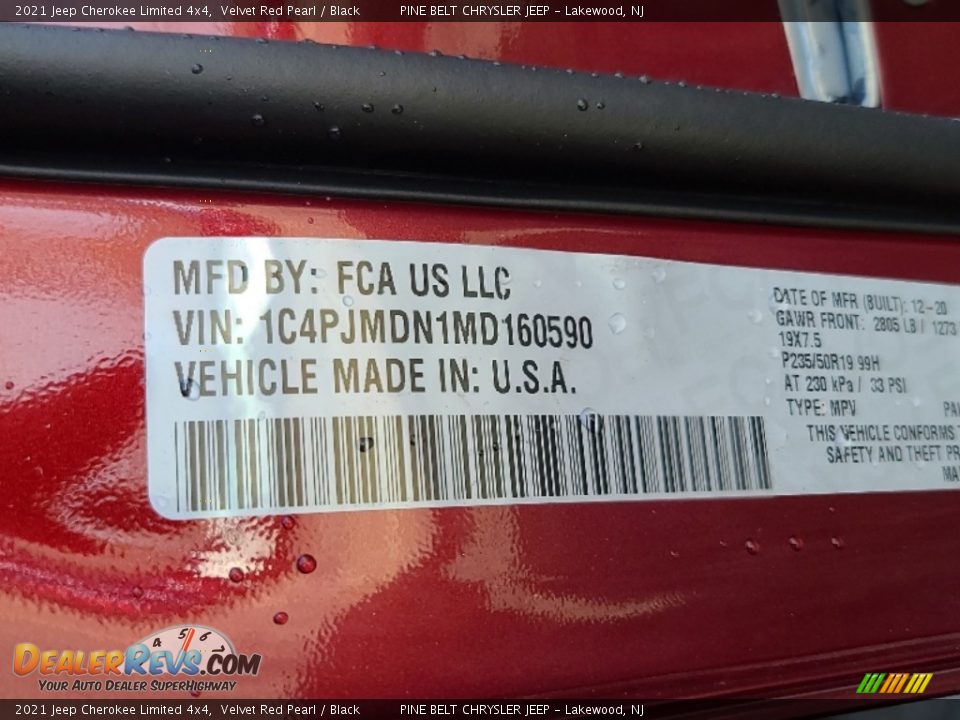 2021 Jeep Cherokee Limited 4x4, Velvet Red Pearl / Black PINE BELT CHRYSLER JEEP - Lakewood, NJ
MFD BY: FCA US LLC
VIN: 1C4PJMDN1MD160590
VEHICLE MADE IN: U.S.A.
DATE OF MFR (BUILT): 12-20
GAWR FRONT: 2805 LB / 1273
19X7.5
P235/50R19 99H
AT 230 kPa / 33 PSI
TYPE: MPV
THIS VEHICLE CONFORMS
SAFETY AND THEFT
DEALERREVS.COM
4 5 6
YOUR AUTO DEALER SUPERHIGHWAY
2021 Jeep Cherokee Limited 4x4, Velvet Red Pearl / Black PINE BELT CHRYSLER JEEP - Lakewood, NJ